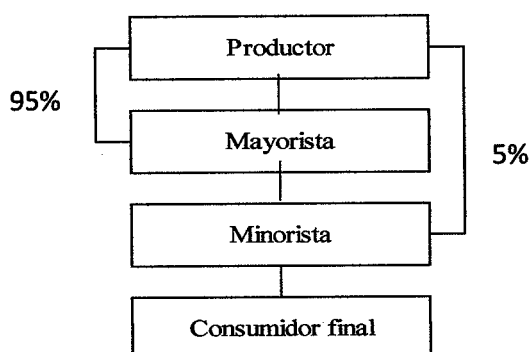 Productor
95%
Mayorista
5%
Minorista
Consumidor final